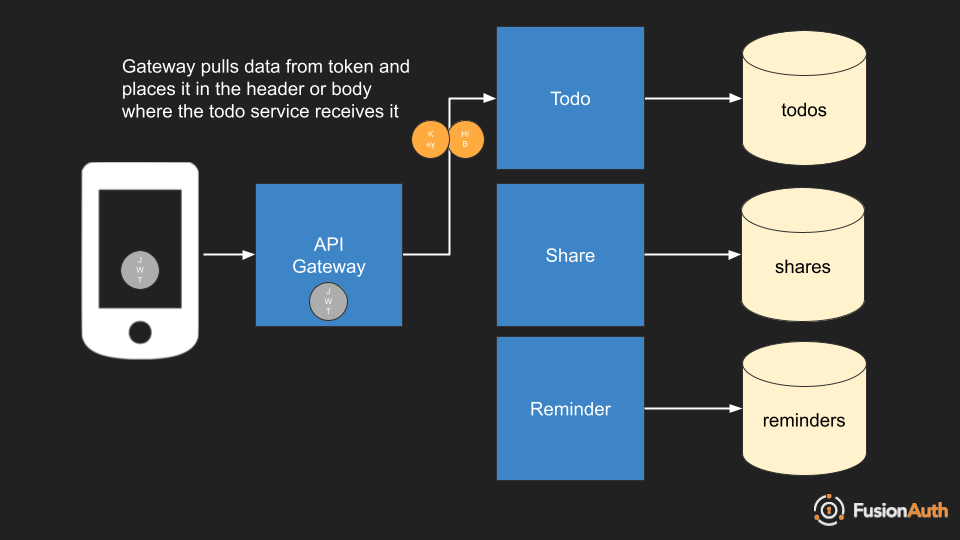 Gateway pulls data from token and
places it in the header or body
where the todo service receives it
K
ey
H/
B
Todo
todos
J
W
T
API
Gateway
J
W
T
Share
shares
Reminder
reminders
FusionAuth